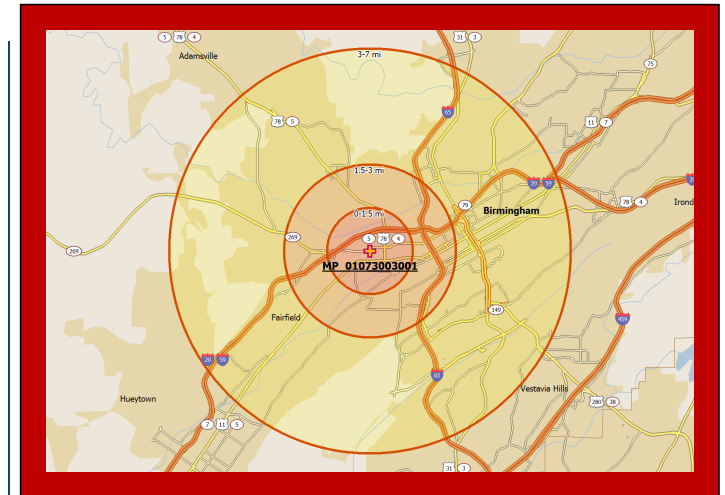 5 78 4
31 3
3-7 mi
Adamsville
75
65
78 5
11 7
1.5-3 mi
20 59
20
78 4
79
Birmingham
Irond
0-1.5 mi
269
5 78 4
269
MP_01073003001
149
Fairfield
459
20 59
65
Vestavia Hills
Hueytown
280 38
7 11 5
31 3